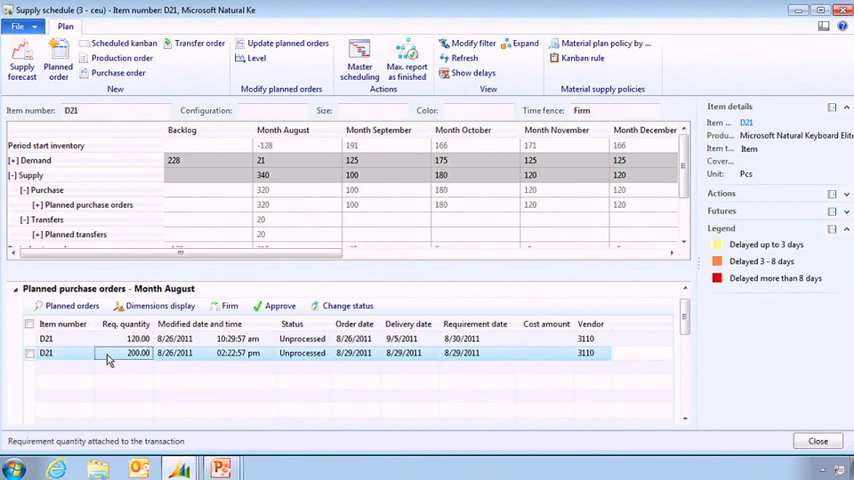 Supply schedule (3 - ceu) - Item number: D21, Microsoft Natural Ke
File Plan
Supply forecast
Planned order
Scheduled kanban
Production order
Purchase order
Transfer order
New
Update planned orders
Level
Modify planned orders
Master scheduling
Max. report as finished
Actions
Modify filter
Refresh
Show delays
Expand
View
Material plan policy by ...
Kanban rule
Material supply policies
Item number: D21 Configuration: Size: Color: Time fence: Firm
Backlog Month August Month September Month October Month November Month December
Period start inventory -128 191 166 171 166
[+] Demand 228 21 125 175 125 125
[-] Supply 340 100 180 120 120
[-] Purchase 320 100 180 120 120
[+] Planned purchase orders 320 100 180 120 120
[-] Transfers 20
[+] Planned transfers 20
Planned purchase orders - Month August
Planned orders Dimensions display Firm Approve Change status
Item number Req. quantity Modified date and time Status Order date Delivery date Requirement date Cost amount Vendor
D21 120.00 8/26/2011 10:29:57 am Unprocessed 8/26/2011 9/5/2011 8/30/2011 3110
D21 200.00 8/26/2011 02:22:57 pm Unprocessed 8/29/2011 8/29/2011 8/29/2011 3110
Item details
Item ... D21
Produ... Microsoft Natural Keyboard Elite
Item t... Item
Cover...
Unit: Pcs
Actions
Futures
Legend
Delayed up to 3 days
Delayed 3 - 8 days
Delayed more than 8 days
Requirement quantity attached to the transaction
Close